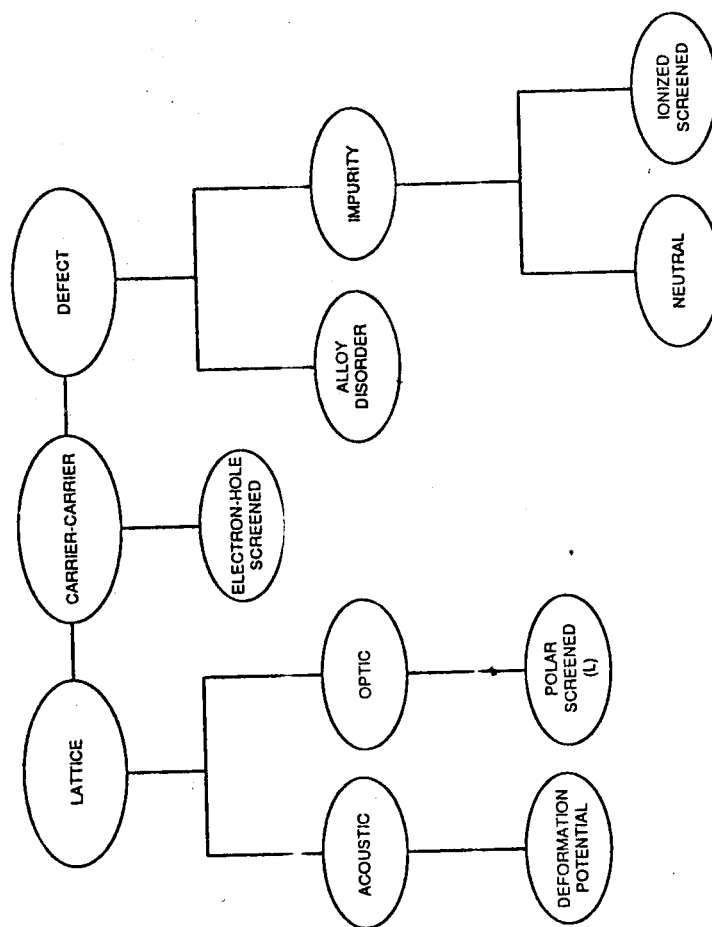 LATTICE
CARRIER-CARRIER
DEFECT
ACOUSTIC
OPTIC
ELECTRON-HOLE
SCREENED
ALLOY
DISORDER
IMPURITY
DEFORMATION
POTENTIAL
POLAR
SCREENED
(L)
NEUTRAL
IONIZED
SCREENED